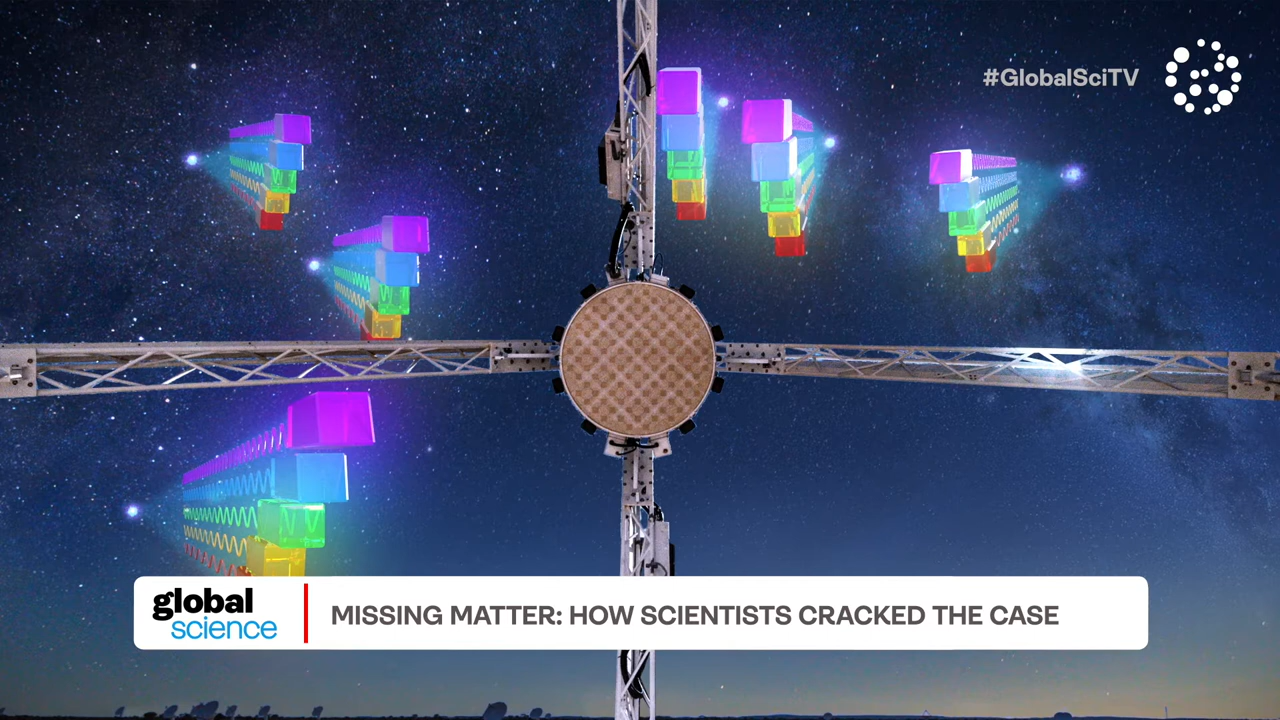 #GlobalSciTV
global
science
MISSING MATTER: HOW SCIENTISTS CRACKED THE CASE